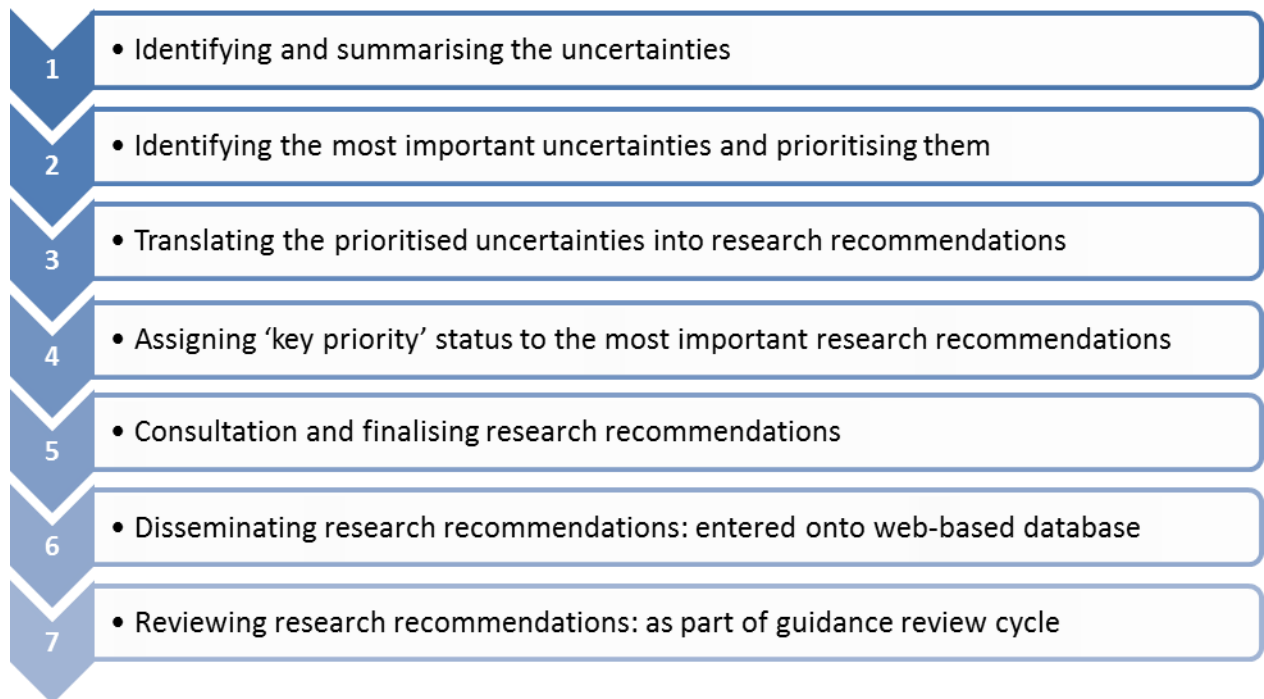 1
• Identifying and summarising the uncertainties
2
• Identifying the most important uncertainties and prioritising them
3
• Translating the prioritised uncertainties into research recommendations
4
• Assigning ‘key priority’ status to the most important research recommendations
5
• Consultation and finalising research recommendations
6
• Disseminating research recommendations: entered onto web-based database
7
• Reviewing research recommendations: as part of guidance review cycle